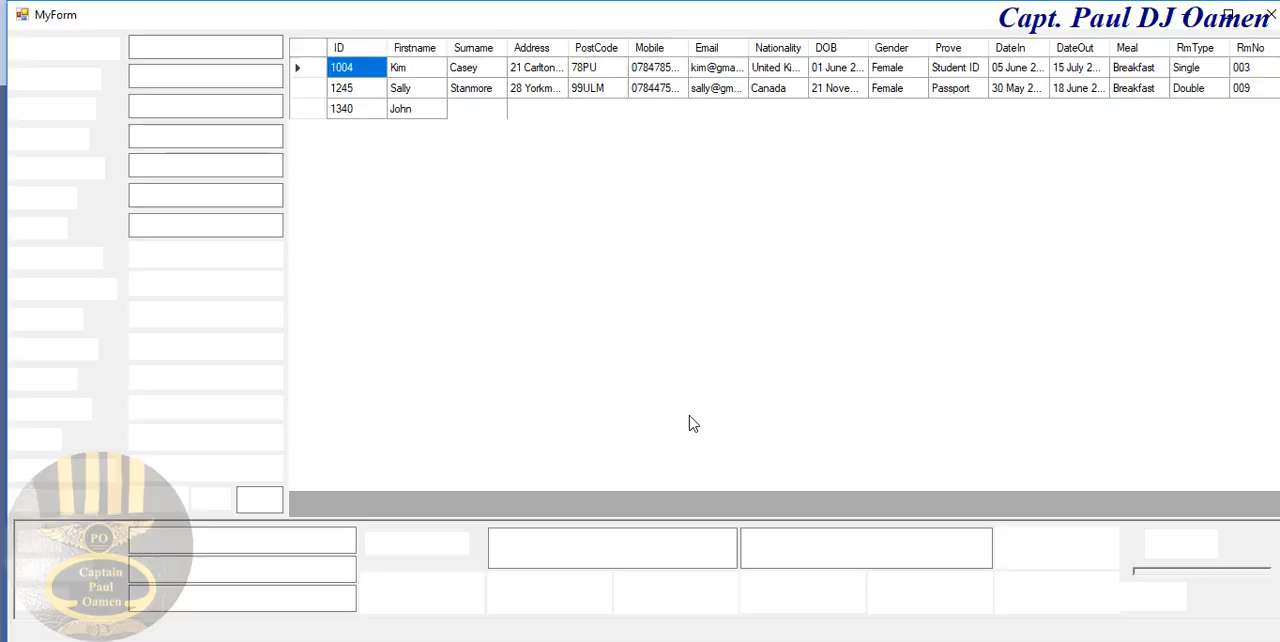 MyForm
Capt. Paul DJ Oamen
ID Firstname Surname Address PostCode Mobile Email Nationality DOB Gender Prove DateIn DateOut Meal RmType RmNo
1004 Kim Casey 21 Carlton... 78PU 0784785... kim@gma... United Ki... 01 June 2... Female Student ID 05 June 2... 15 July 2... Breakfast Single 003
1245 Sally Stanmore 28 Yorkm... 99ULM 0784475... sally@gm... Canada 21 Nove... Female Passport 30 May 2... 18 June 2... Breakfast Double 009
1340 John
PO
Captain
Paul
Oamen